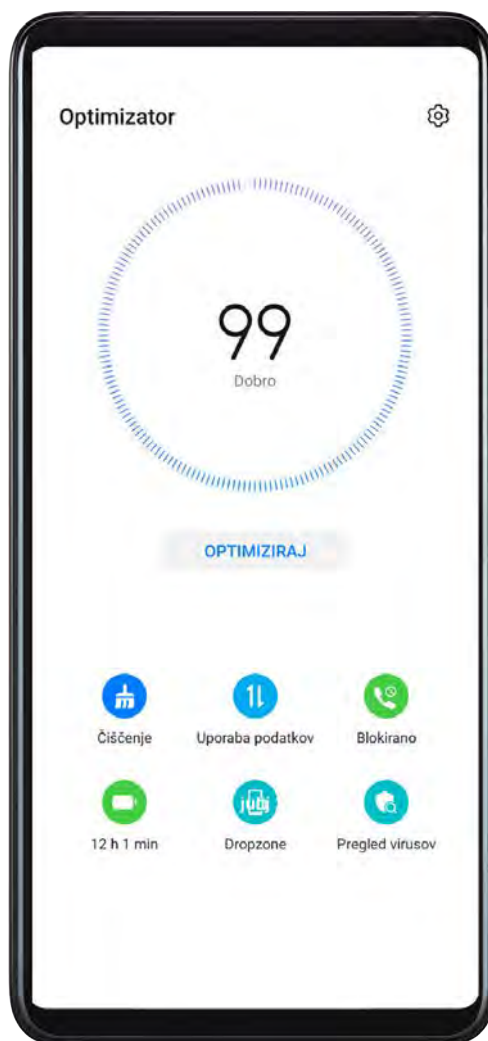 Optimizator
99
Dobro
OPTIMIZIRAJ
Čiščenje
Uporaba podatkov
Blokirano
12 h 1 min
Dropzone
Pregled virusov